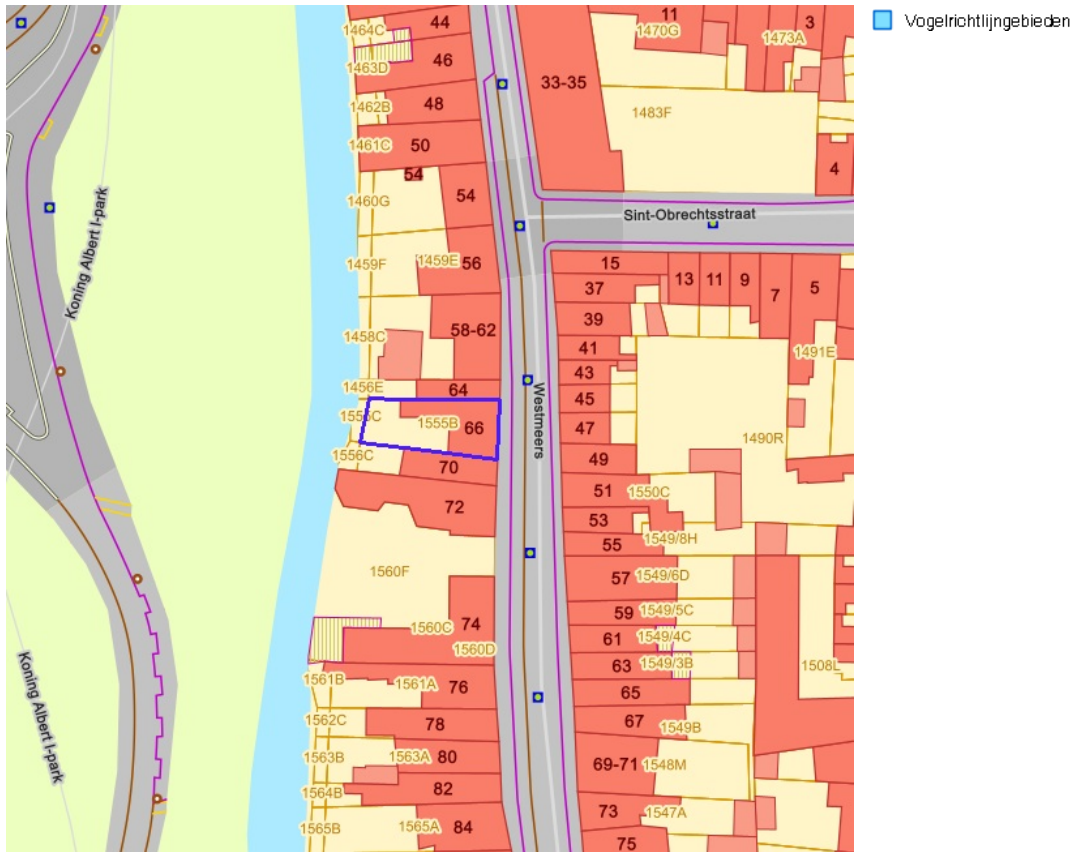 Vogelrichtlijngebieden
1464C
44
11
1470G
3
1473A
1463D
46
33-35
1462B
48
1483F
1461C
50
4
54
1460G
54
Koning Albert I-park
Sint-Obrechtsstraat
1459F
1459E
56
15
13
11
9
7
5
37
39
1458C
58-62
41
1491E
43
1456E
64
45
Westmeers
1555C
1555B
66
47
1490R
1556C
70
49
51
1550C
72
53
1549/8H
55
1560F
57
1549/6D
59
1549/5C
1560C
74
61
1549/4C
1560D
63
1549/3B
1508L
Koning Albert I-park
1561B
1561A
76
65
1562C
78
67
1549B
1563B
1563A
80
69-71
1548M
1564B
82
73
1547A
1565B
1565A
84
75